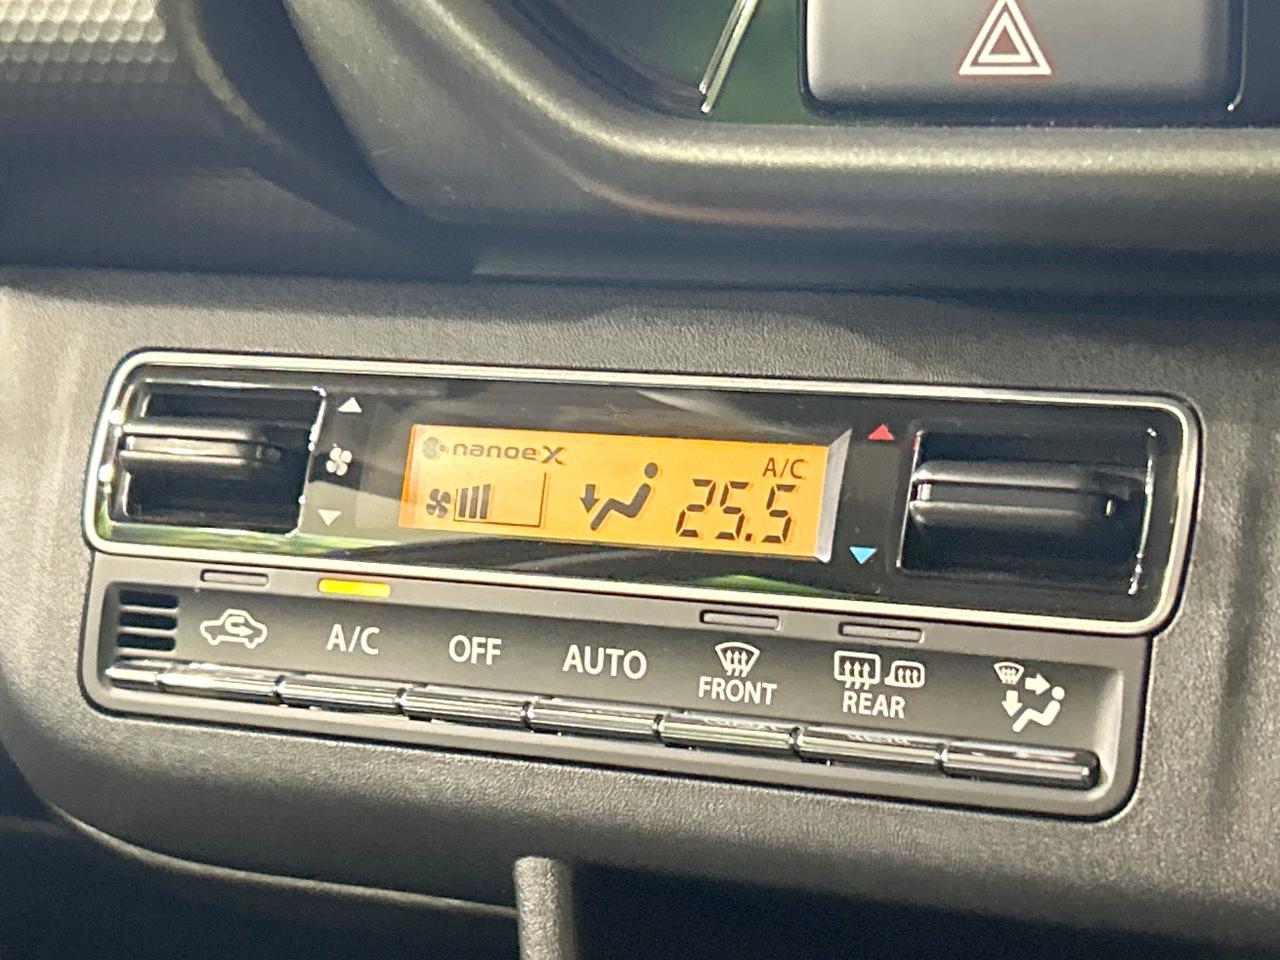 nanoeX
A/C
25.5
A/C
OFF
AUTO
FRONT
REAR